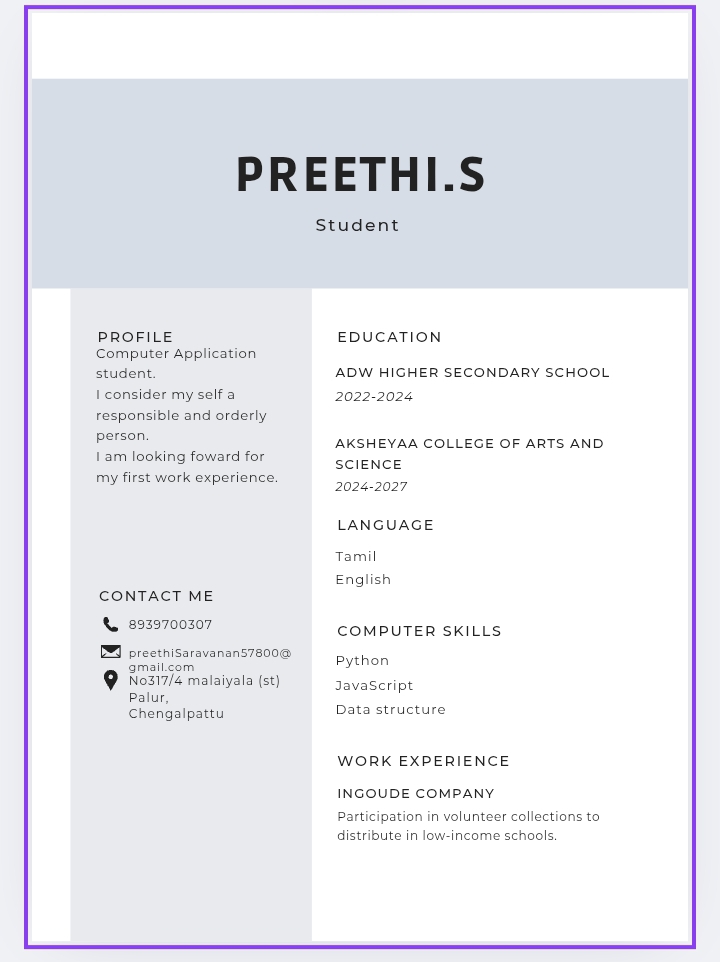 PREETHI.S
Student
PROFILE
Computer Application
student.
I consider my self a
responsible and orderly
person.
I am looking foward for
my first work experience.
CONTACT ME
8939700307
preethiSaravanan57800@
gmail.com
No317/4 malaiyala (st)
Palur,
Chengalpattu
EDUCATION
ADW HIGHER SECONDARY SCHOOL
2022-2024
AKSHEYAA COLLEGE OF ARTS AND
SCIENCE
2024-2027
LANGUAGE
Tamil
English
COMPUTER SKILLS
Python
JavaScript
Data structure
WORK EXPERIENCE
INGOUDE COMPANY
Participation in volunteer collections to
distribute in low-income schools.